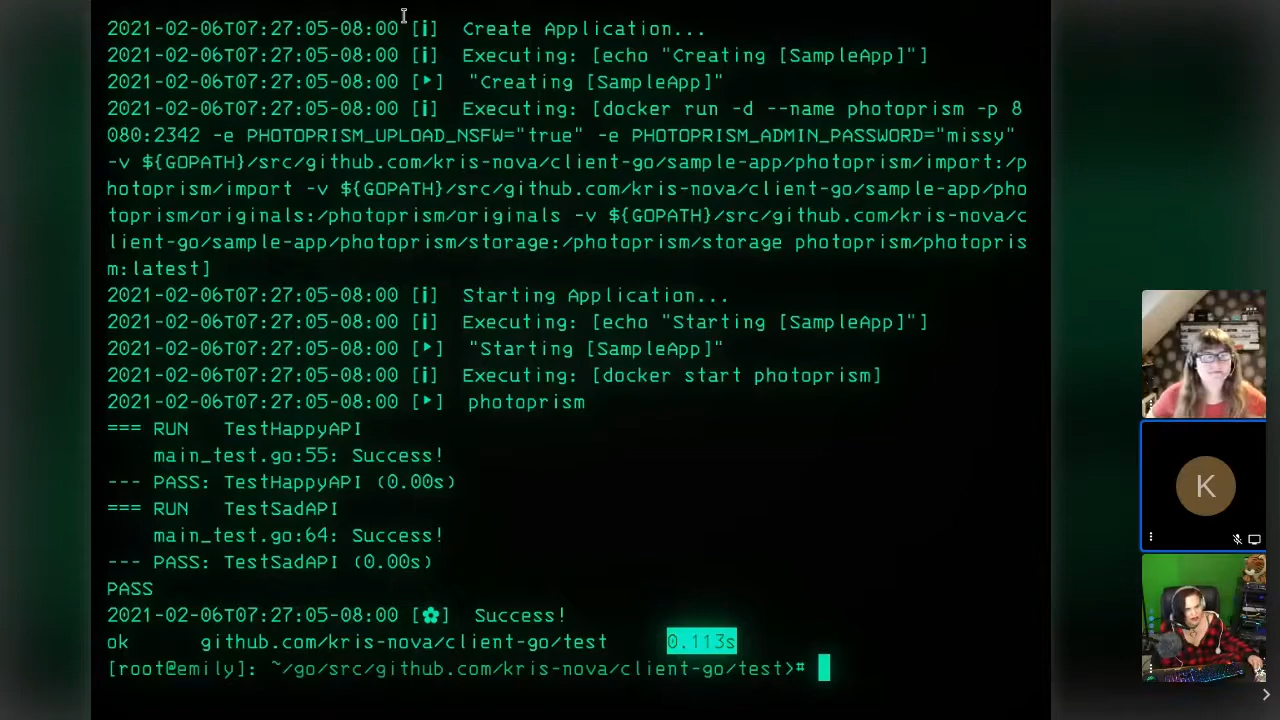 2021-02-06T07:27:05-08:00 [i]  Create Application...
2021-02-06T07:27:05-08:00 [i]  Executing: [echo "Creating [SampleApp]"]
2021-02-06T07:27:05-08:00 [‣]  "Creating [SampleApp]"
2021-02-06T07:27:05-08:00 [i]  Executing: [docker run -d --name photoprism -p 8
080:2342 -e PHOTOPRISM_UPLOAD_NSFW="true" -e PHOTOPRISM_ADMIN_PASSWORD="missy"
-v ${GOPATH}/src/github.com/kris-nova/client-go/sample-app/photoprism/import:/p
hotoprism/import -v ${GOPATH}/src/github.com/kris-nova/client-go/sample-app/pho
toprism/originals:/photoprism/originals -v ${GOPATH}/src/github.com/kris-nova/c
lient-go/sample-app/photoprism/storage:/photoprism/storage photoprism/photopris
m:latest]
2021-02-06T07:27:05-08:00 [i]  Starting Application...
2021-02-06T07:27:05-08:00 [i]  Executing: [echo "Starting [SampleApp]"]
2021-02-06T07:27:05-08:00 [‣]  "Starting [SampleApp]"
2021-02-06T07:27:05-08:00 [i]  Executing: [docker start photoprism]
2021-02-06T07:27:05-08:00 [‣]  photoprism
=== RUN   TestHappyAPI
    main_test.go:55: Success!
--- PASS: TestHappyAPI (0.00s)
=== RUN   TestSadAPI
    main_test.go:64: Success!
--- PASS: TestSadAPI (0.00s)
PASS
2021-02-06T07:27:05-08:00 [✿]  Success!
ok      github.com/kris-nova/client-go/test     0.113s
[root@emily]: ~/go/src/github.com/kris-nova/client-go/test>#
K